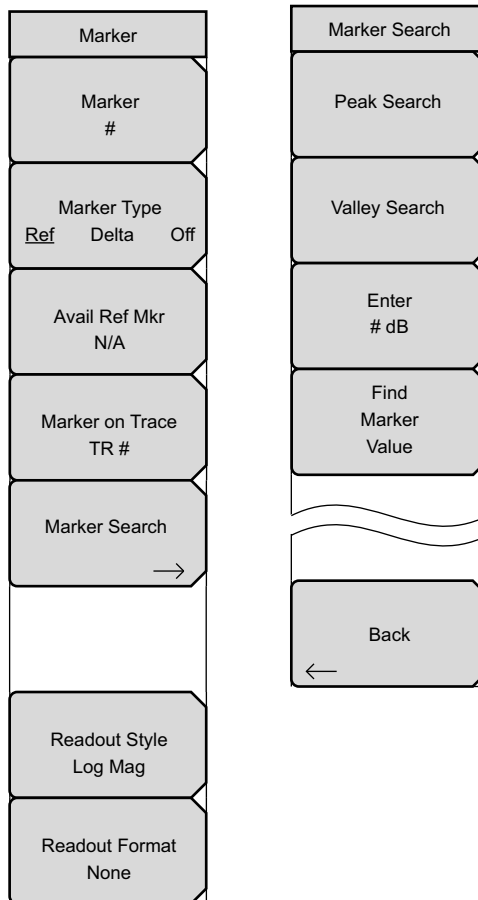 Marker
Marker
#
Marker Type
Ref Delta Off
Avail Ref Mkr
N/A
Marker on Trace
TR #
Marker Search
Readout Style
Log Mag
Readout Format
None
Marker Search
Peak Search
Valley Search
Enter
# dB
Find
Marker
Value
Back